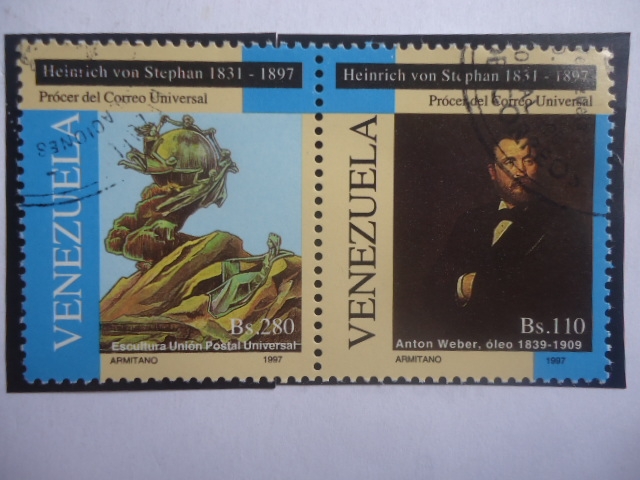 Heinrich von Stephan 1831 - 1897
Prócer del Correo Universal
VENEZUELA
Bs.280
Escultura Unión Postal Universal
ARMITANO 1997
Heinrich von Stephan 1831 - 1897
Prócer del Correo Universal
VENEZUELA
Bs.110
Anton Weber, óleo 1839-1909
ARMITANO 1997
ACIONES